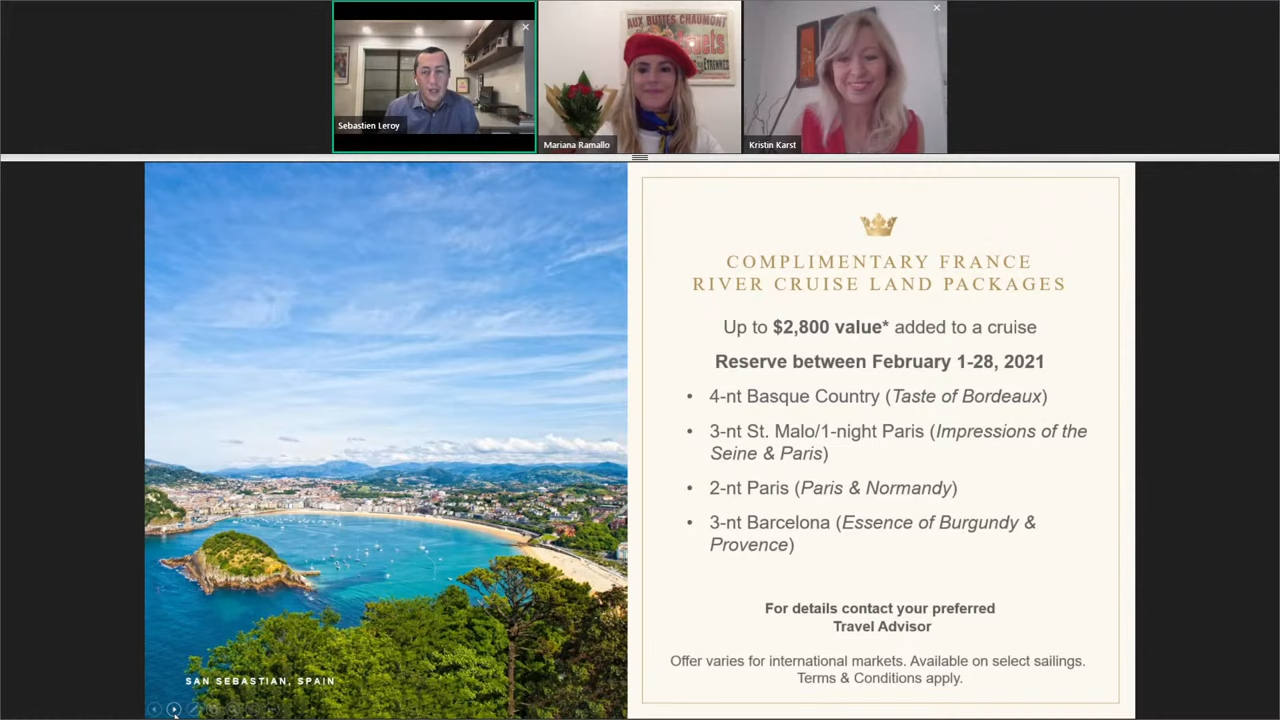 AUX BUTTES CHAUMONT
Sebastien Leroy
Mariana Ramallo
Kristin Karst
COMPLIMENTARY FRANCE
RIVER CRUISE LAND PACKAGES
Up to $2,800 value* added to a cruise
Reserve between February 1-28, 2021
• 4-nt Basque Country (Taste of Bordeaux)
• 3-nt St. Malo/1-night Paris (Impressions of the
Seine & Paris)
• 2-nt Paris (Paris & Normandy)
• 3-nt Barcelona (Essence of Burgundy &
Provence)
For details contact your preferred
Travel Advisor
Offer varies for international markets. Available on select sailings.
Terms & Conditions apply.
SAN SEBASTIAN, SPAIN